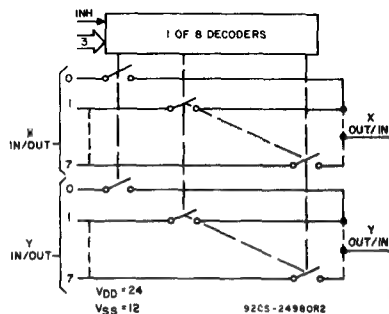 INH
1 OF 8 DECODERS
3
0
1
X
IN/OUT
7
X
OUT/IN
0
1
Y
IN/OUT
7
Y
OUT/IN
VDD = 24
VSS = 12
92CS-24980R2